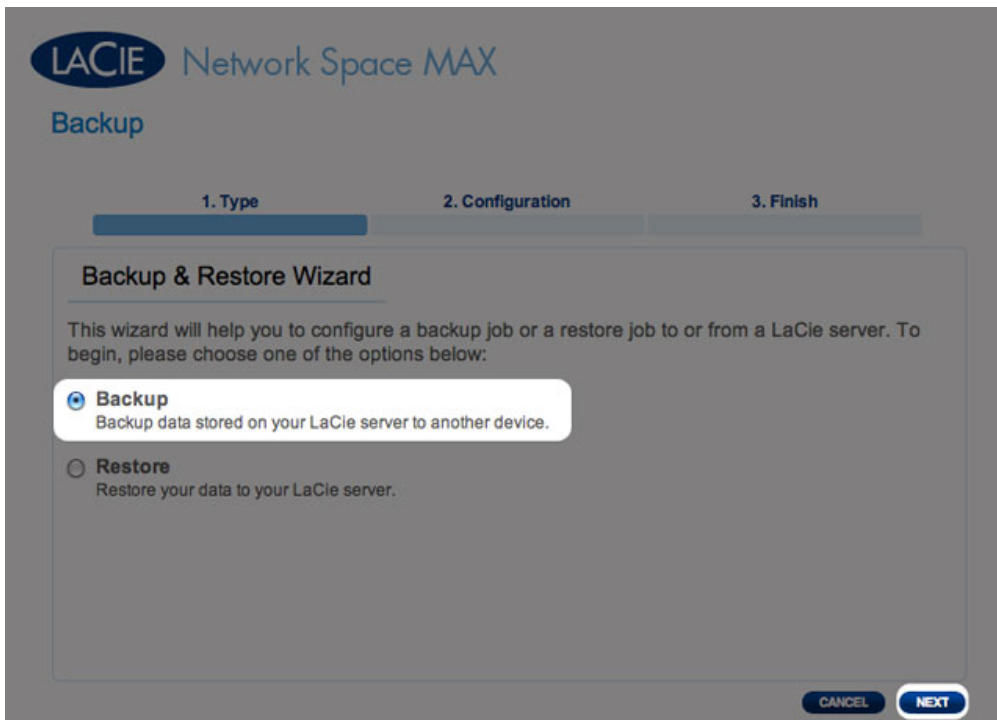 LACIE Network Space MAX
Backup
1. Type 2. Configuration 3. Finish
Backup & Restore Wizard
This wizard will help you to configure a backup job or a restore job to or from a LaCie server. To
begin, please choose one of the options below:
Backup
Backup data stored on your LaCie server to another device.
Restore
Restore your data to your LaCie server.
CANCEL NEXT